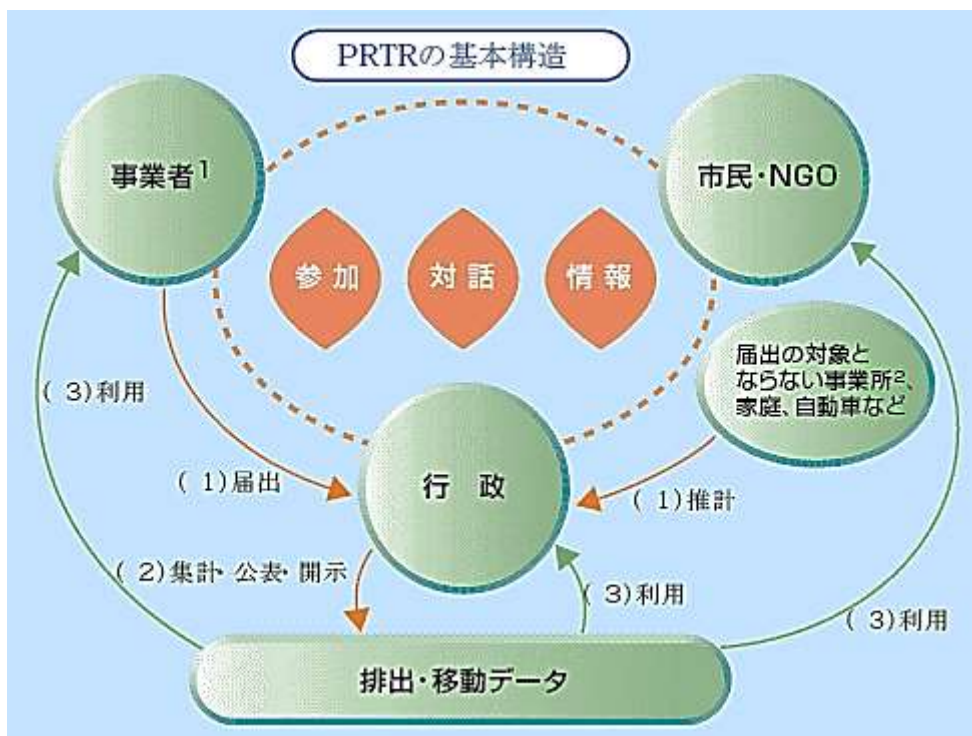 PRTRの基本構造
事業者1
市民・NGO
参加
対話
情報
届出の対象と
ならない事業所2、
家庭、自動車など
( 3)利用
( 1)届出
行 政
( 1)推計
( 2)集計・公表・開示
( 3)利用
( 3)利用
排出・移動データ